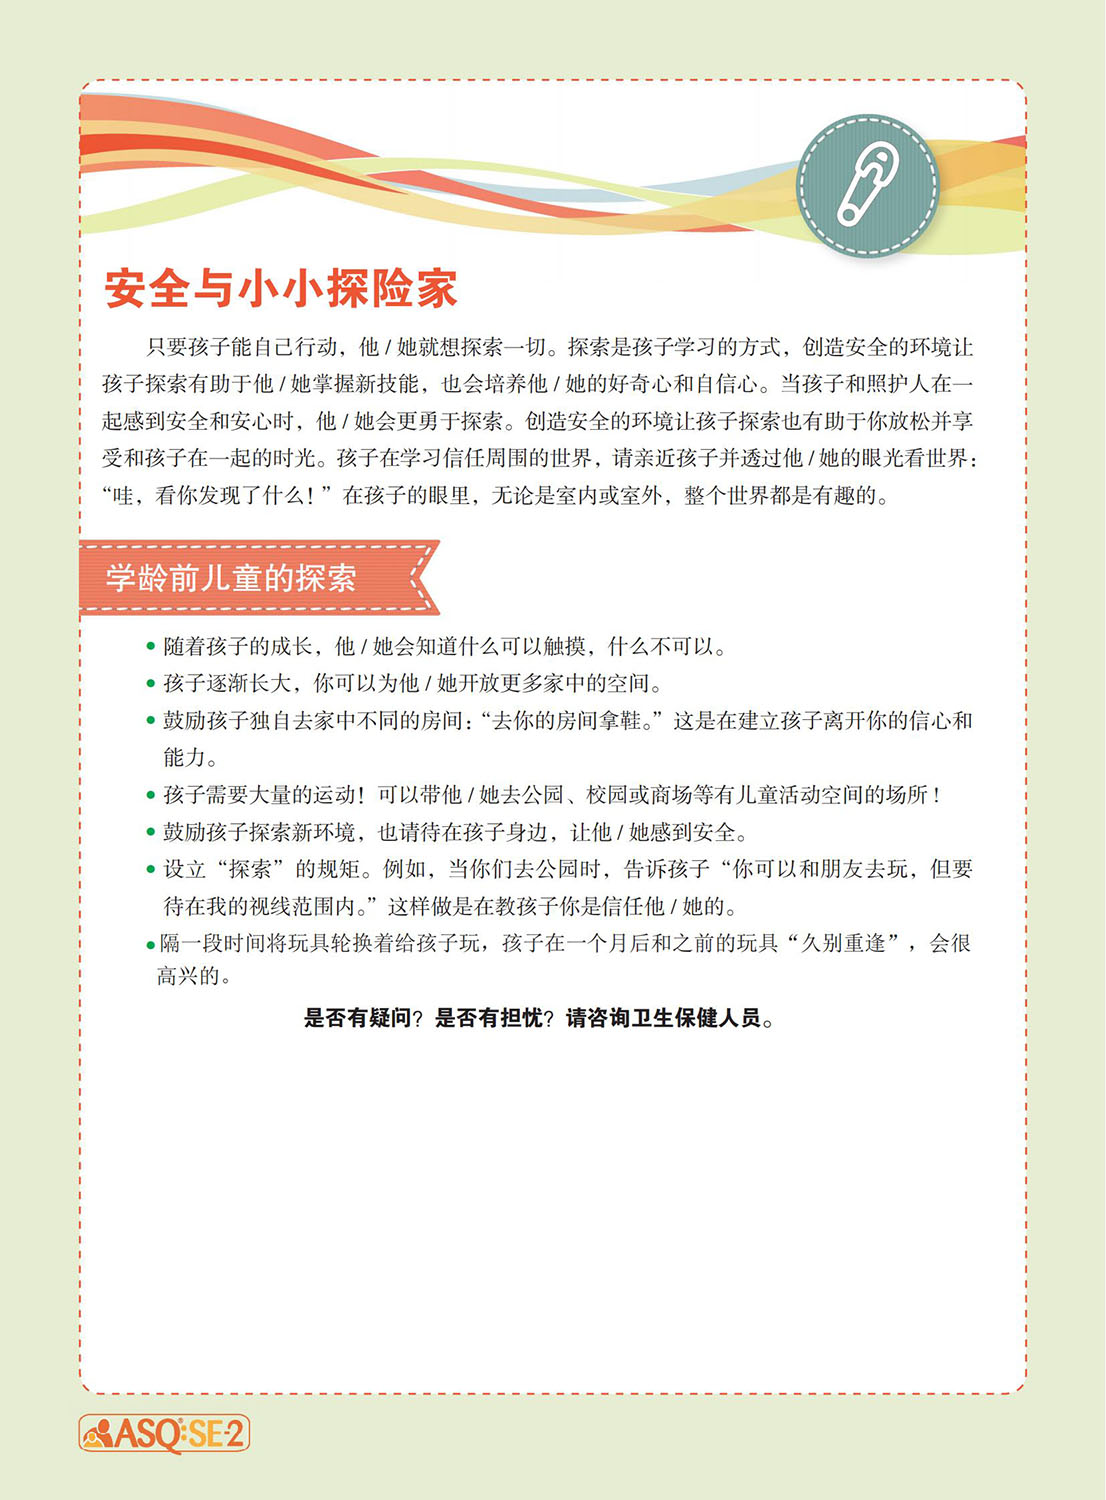 安全与小小探险家
只要孩子能自己行动，他 / 她就想探索一切。探索是孩子学习的方式，创造安全的环境让
孩子探索有助于他 / 她掌握新技能，也会培养他 / 她的好奇心和自信心。当孩子和照护人在一
起感到安全和安心时，他 / 她会更勇于探索。创造安全的环境让孩子探索也有助于你放松并享
受和孩子在一起的时光。孩子在学习信任周围的世界，请亲近孩子并透过他 / 她的眼光看世界：
“哇，看你发现了什么！”在孩子的眼里，无论是室内或室外，整个世界都是有趣的。
学龄前儿童的探索
• 随着孩子的成长，他 / 她会知道什么可以触摸，什么不可以。
• 孩子逐渐长大，你可以为他 / 她开放更多家中的空间。
• 鼓励孩子独自去家中不同的房间：“去你的房间拿鞋。”这是在建立孩子离开你的信心和
能力。
• 孩子需要大量的运动！可以带他 / 她去公园、校园或商场等有儿童活动空间的场所！
• 鼓励孩子探索新环境，也请待在孩子身边，让他 / 她感到安全。
• 设立“探索”的规矩。例如，当你们去公园时，告诉孩子“你可以和朋友去玩，但要
待在我的视线范围内。”这样做是在教孩子你是信任他 / 她的。
• 隔一段时间将玩具轮换着给孩子玩，孩子在一个月后和之前的玩具“久别重逢”，会很
高兴的。
是否有疑问？是否有担忧？请咨询卫生保健人员。
ASQ:SE-2